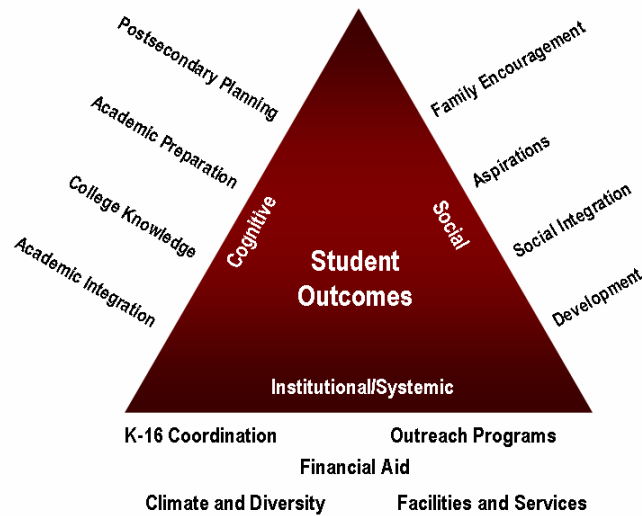 Postsecondary Planning
Academic Preparation
College Knowledge
Academic Integration
Cognitive
Family Encouragement
Aspirations
Social Integration
Development
Social
Student
Outcomes
Institutional/Systemic
K-16 Coordination
Outreach Programs
Financial Aid
Climate and Diversity
Facilities and Services